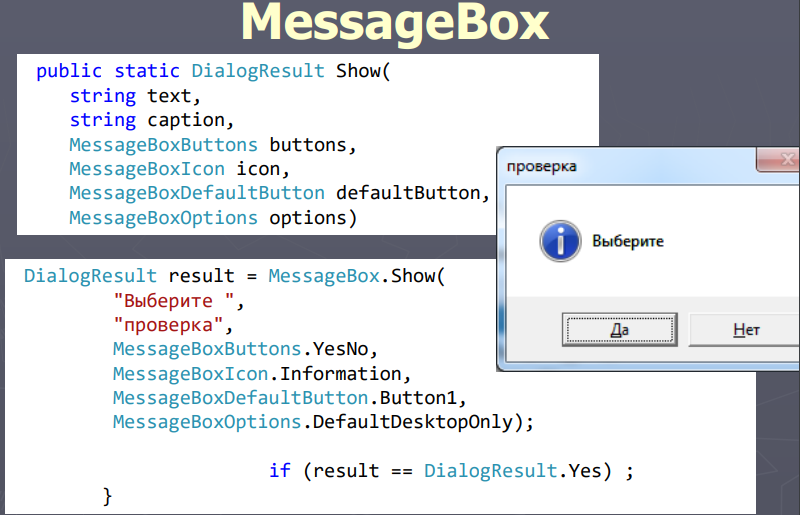 MessageBox
public static DialogResult Show(
string text,
string caption,
MessageBoxButtons buttons,
MessageBoxIcon icon,
MessageBoxDefaultButton defaultButton,
MessageBoxOptions options)
проверка
Выберите
Да
Нет
DialogResult result = MessageBox.Show(
"Выберите ",
"проверка",
MessageBoxButtons.YesNo,
MessageBoxIcon.Information,
MessageBoxDefaultButton.Button1,
MessageBoxOptions.DefaultDesktopOnly);
if (result == DialogResult.Yes) ;
}